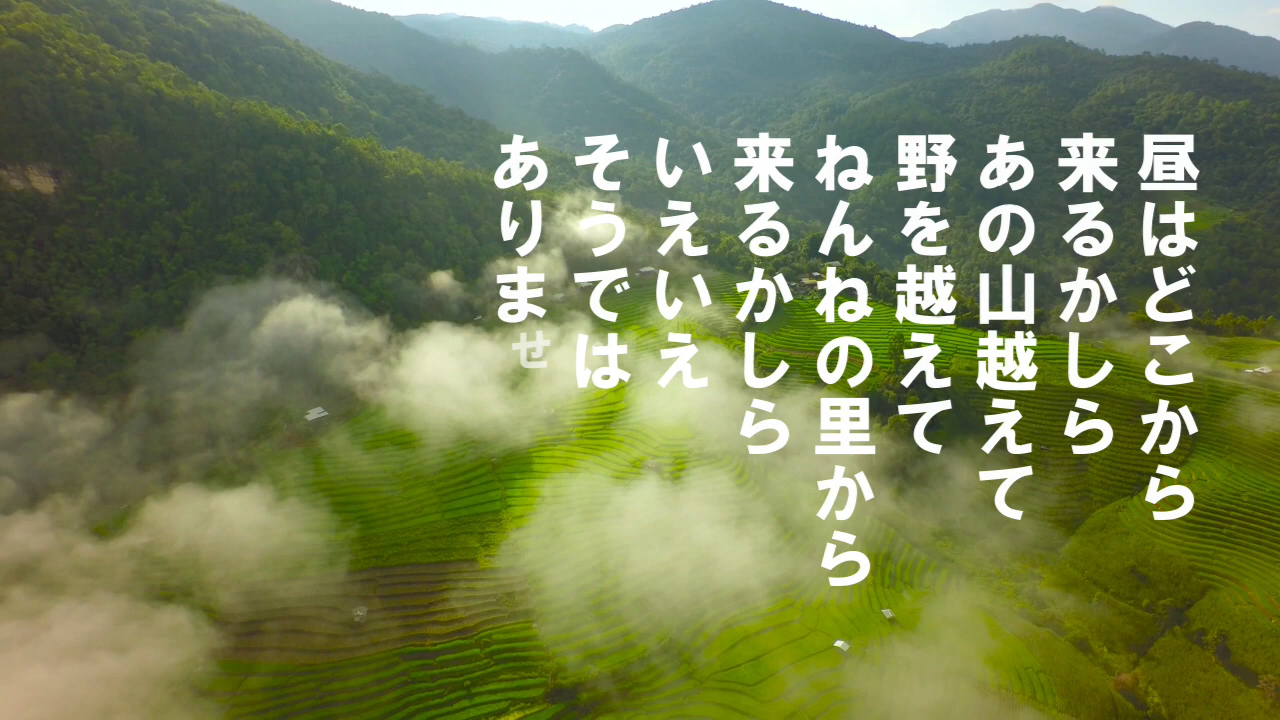 昼はどこから
来るかしら
あの山越えて
野を越えて
ねんねの里から
来るかしら
いえいえ
そうでは
ありませ